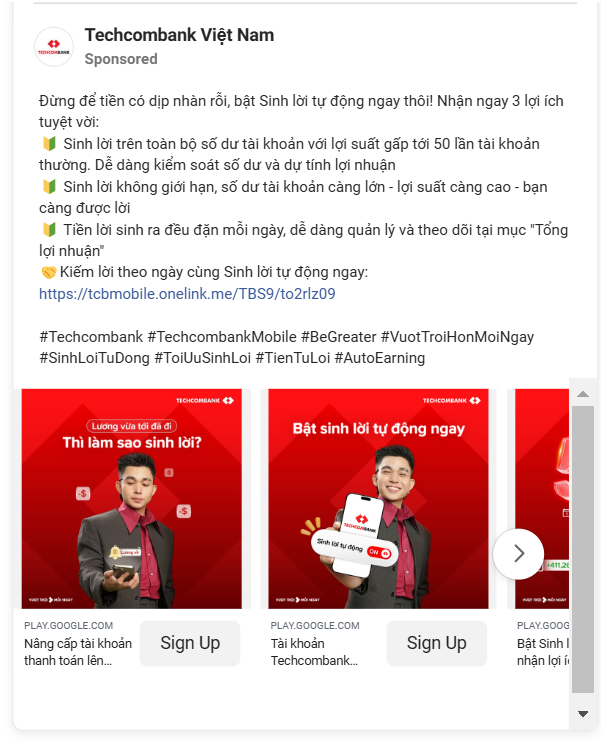 Techcombank Việt Nam
Sponsored
TECHCOMBANK
Đừng để tiền có dịp nhàn rỗi, bật Sinh lời tự động ngay thôi! Nhận ngay 3 lợi ích
tuyệt vời:
🔰 Sinh lời trên toàn bộ số dư tài khoản với lợi suất gấp tới 50 lần tài khoản
thường. Dễ dàng kiểm soát số dư và dự tính lợi nhuận
🔰 Sinh lời không giới hạn, số dư tài khoản càng lớn - lợi suất càng cao - bạn
càng được lời
🔰 Tiền lời sinh ra đều đặn mỗi ngày, dễ dàng quản lý và theo dõi tại mục "Tổng
lợi nhuận"
🤝Kiếm lời theo ngày cùng Sinh lời tự động ngay:
https://tcbmobile.onelink.me/TBS9/to2rlz09
#Techcombank #TechcombankMobile #BeGreater #VuotTroiHonMoiNgay
#SinhLoiTuDong #ToiUuSinhLoi #TienTuLoi #AutoEarning
TECHCOMBANK
Lương vừa tới đã đi
Thì làm sao sinh lời?
-$
-$
-$
Lương về
VƯỢT TRỘI MỖI NGÀY
PLAY.GOOGLE.COM
Nâng cấp tài khoản
thanh toán lên...
Sign Up
TECHCOMBANK
Bật sinh lời tự động ngay
TECHCOMBANK
Sinh lời tự động
ON
VƯỢT TRỘI MỖI NGÀY
PLAY.GOOGLE.COM
Tài khoản
Techcombank...
Sign Up
VƯỢT TRỘI
PLAY.GOOG
Bật Sinh l
nhận lợi í